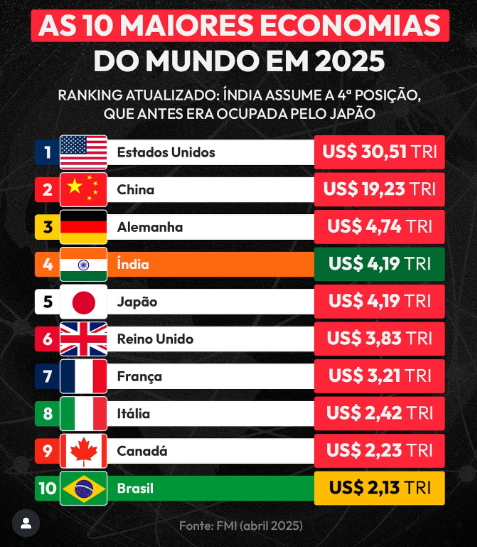 AS 10 MAIORES ECONOMIAS
DO MUNDO EM 2025
RANKING ATUALIZADO: ÍNDIA ASSUME A 4ª POSIÇÃO,
QUE ANTES ERA OCUPADA PELO JAPÃO
1 Estados Unidos US$ 30,51 TRI
2 China US$ 19,23 TRI
3 Alemanha US$ 4,74 TRI
4 Índia US$ 4,19 TRI
5 Japão US$ 4,19 TRI
6 Reino Unido US$ 3,83 TRI
7 França US$ 3,21 TRI
8 Itália US$ 2,42 TRI
9 Canadá US$ 2,23 TRI
10 Brasil US$ 2,13 TRI
Fonte: FMI (abril 2025)